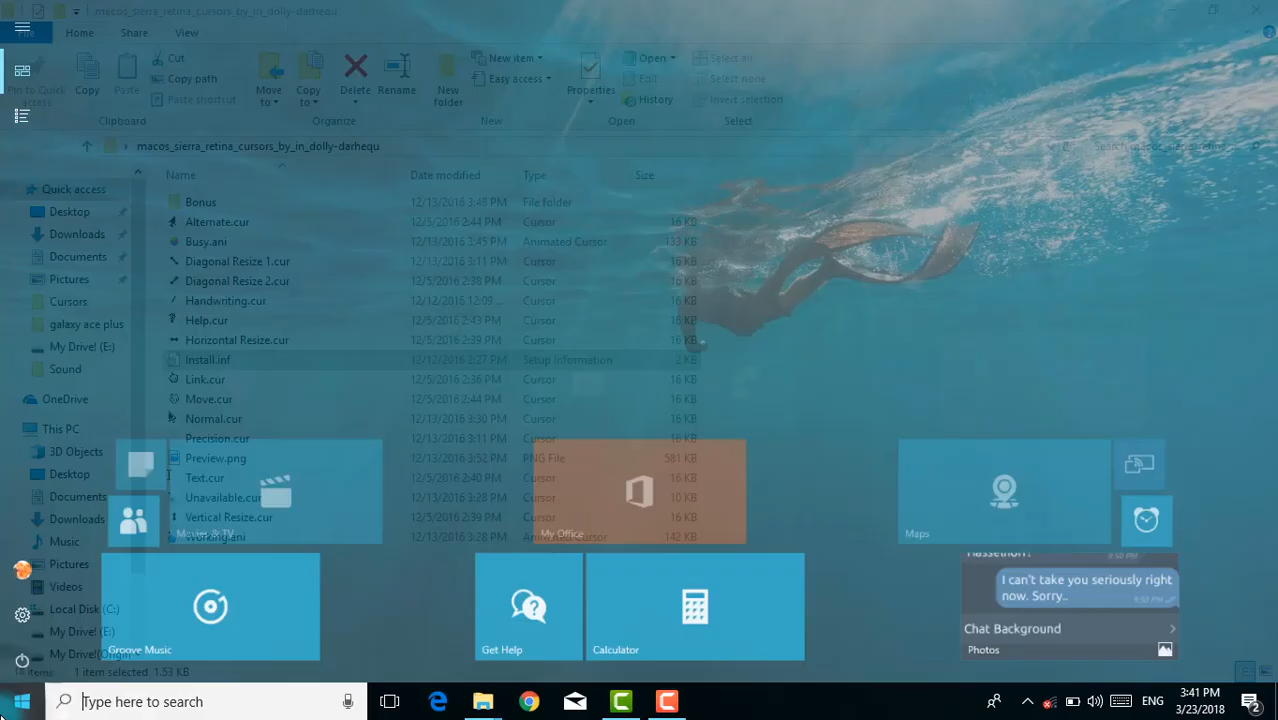 macos_sierra_retina_cursors_by_in_dolly-darhequ
File Home Share View
Pin to Quick access
Copy
Paste
Cut
Copy path
Paste shortcut
Move to
Copy to
Delete
Rename
New folder
New item
Easy access
Properties
Open
Edit
History
Select all
Select none
Invert selection
Clipboard Organize New Open Select
macos_sierra_retina_cursors_by_in_dolly-darhequ
Name Date modified Type Size
Quick access
Desktop
Downloads
Documents
Pictures
Cursors
galaxy ace plus
My Drive! (E:)
Sound
OneDrive
This PC
3D Objects
Desktop
Documents
Downloads
Music
Pictures
Videos
Local Disk (C:)
My Drive! (E:)
Bonus 12/13/2016 3:48 PM File folder
Alternate.cur 12/5/2016 2:44 PM Cursor 16 KB
Busy.ani 12/13/2016 3:45 PM Animated Cursor 133 KB
Diagonal Resize 1.cur 12/13/2016 3:11 PM Cursor 16 KB
Diagonal Resize 2.cur 12/5/2016 2:38 PM Cursor 16 KB
Handwriting.cur 12/12/2016 12:09 ... Cursor 16 KB
Help.cur 12/5/2016 2:43 PM Cursor 16 KB
Horizontal Resize.cur 12/5/2016 2:39 PM Cursor 16 KB
Install.inf 12/12/2016 2:27 PM Setup Information 2 KB
Link.cur 12/5/2016 2:36 PM Cursor 16 KB
Move.cur 12/5/2016 2:44 PM Cursor 16 KB
Normal.cur 12/13/2016 3:30 PM Cursor 16 KB
Precision.cur 12/13/2016 3:11 PM Cursor 16 KB
Preview.png 12/13/2016 3:52 PM PNG File 581 KB
Text.cur 12/5/2016 2:40 PM Cursor 16 KB
Unavailable.cur 12/13/2016 3:28 PM Cursor 10 KB
Vertical Resize.cur 12/5/2016 2:39 PM Cursor 16 KB
Working.ani 12/13/2016 3:28 PM Animated Cursor 142 KB
Movies & TV
My Office
Maps
Groove Music
Get Help
Calculator
9:50 PM
I can't take you seriously right
now. Sorry..
9:50 PM
Chat Background
Photos
items 1 item selected 1.53 KB
Type here to search
ENG
3:41 PM
3/23/2018
2